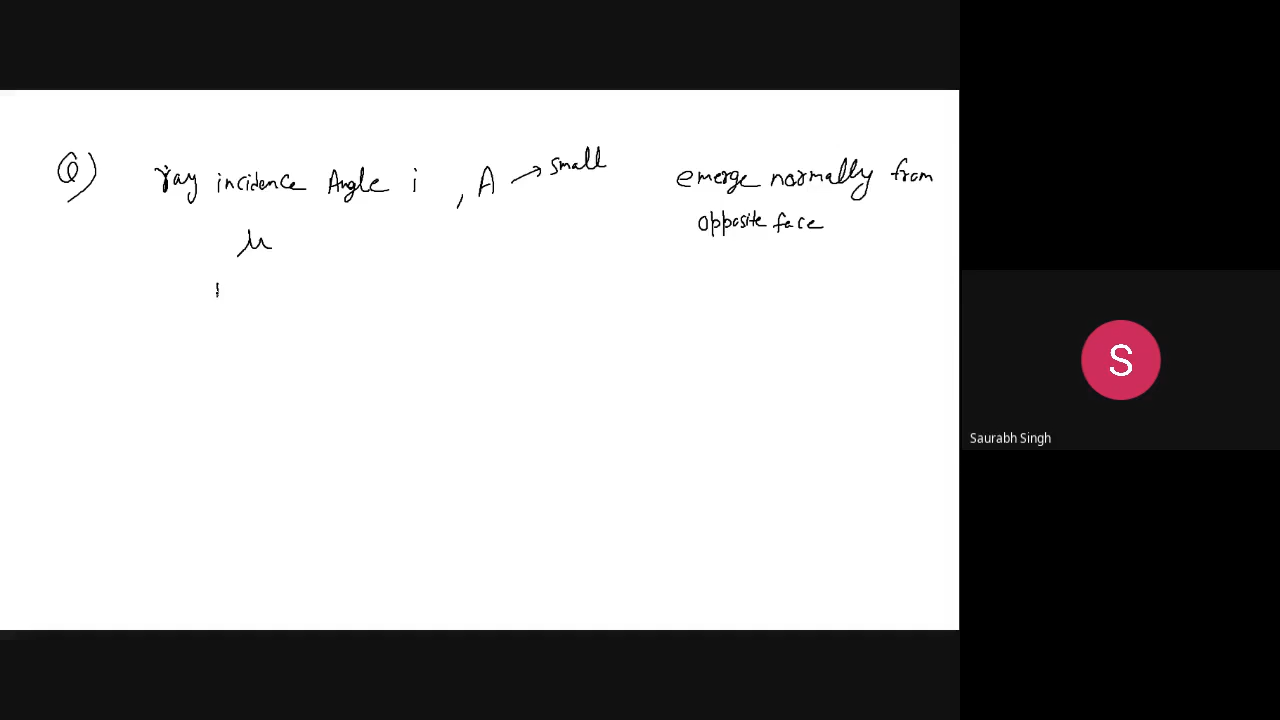 Q) ray incidence Angle i , A → small emerge normally from
opposite face
μ
S
Saurabh Singh